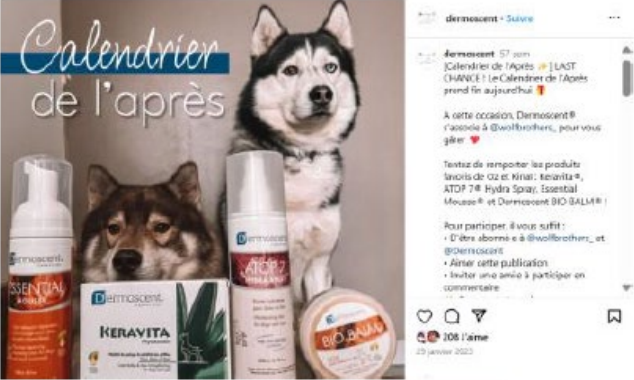 Calendrier
de l'après
Dermoscent
ESSENTIAL
MOUSSE
Dermoscent
KERAVITA
Dermoscent
ATOP 7
BIO BALM
dermoscent • Suivre
dermoscent 57 sem
[Calendrier de l'Après ✨] LAST
CHANCE ! Le Calendrier de l'Après
prend fin aujourd'hui 🎁
A cette occasion, Dermoscent®
s'associe à @wolfbrothers_ pour vous
gâter ❤️
Tentez de remporter les produits
favoris de Oz et Kinai : Keravita®,
ATOP 7® Hydra Spray, Essential
Mousse® et Dermoscent BIO BALM® !
Pour participer, il vous suffit :
• D'être abonné·e à @wolfbrothers_ et
@Dermoscent
• Aimer cette publication
• Inviter un·e ami·e à participer en
commentaire
208 J'aime
29 janvier 2023